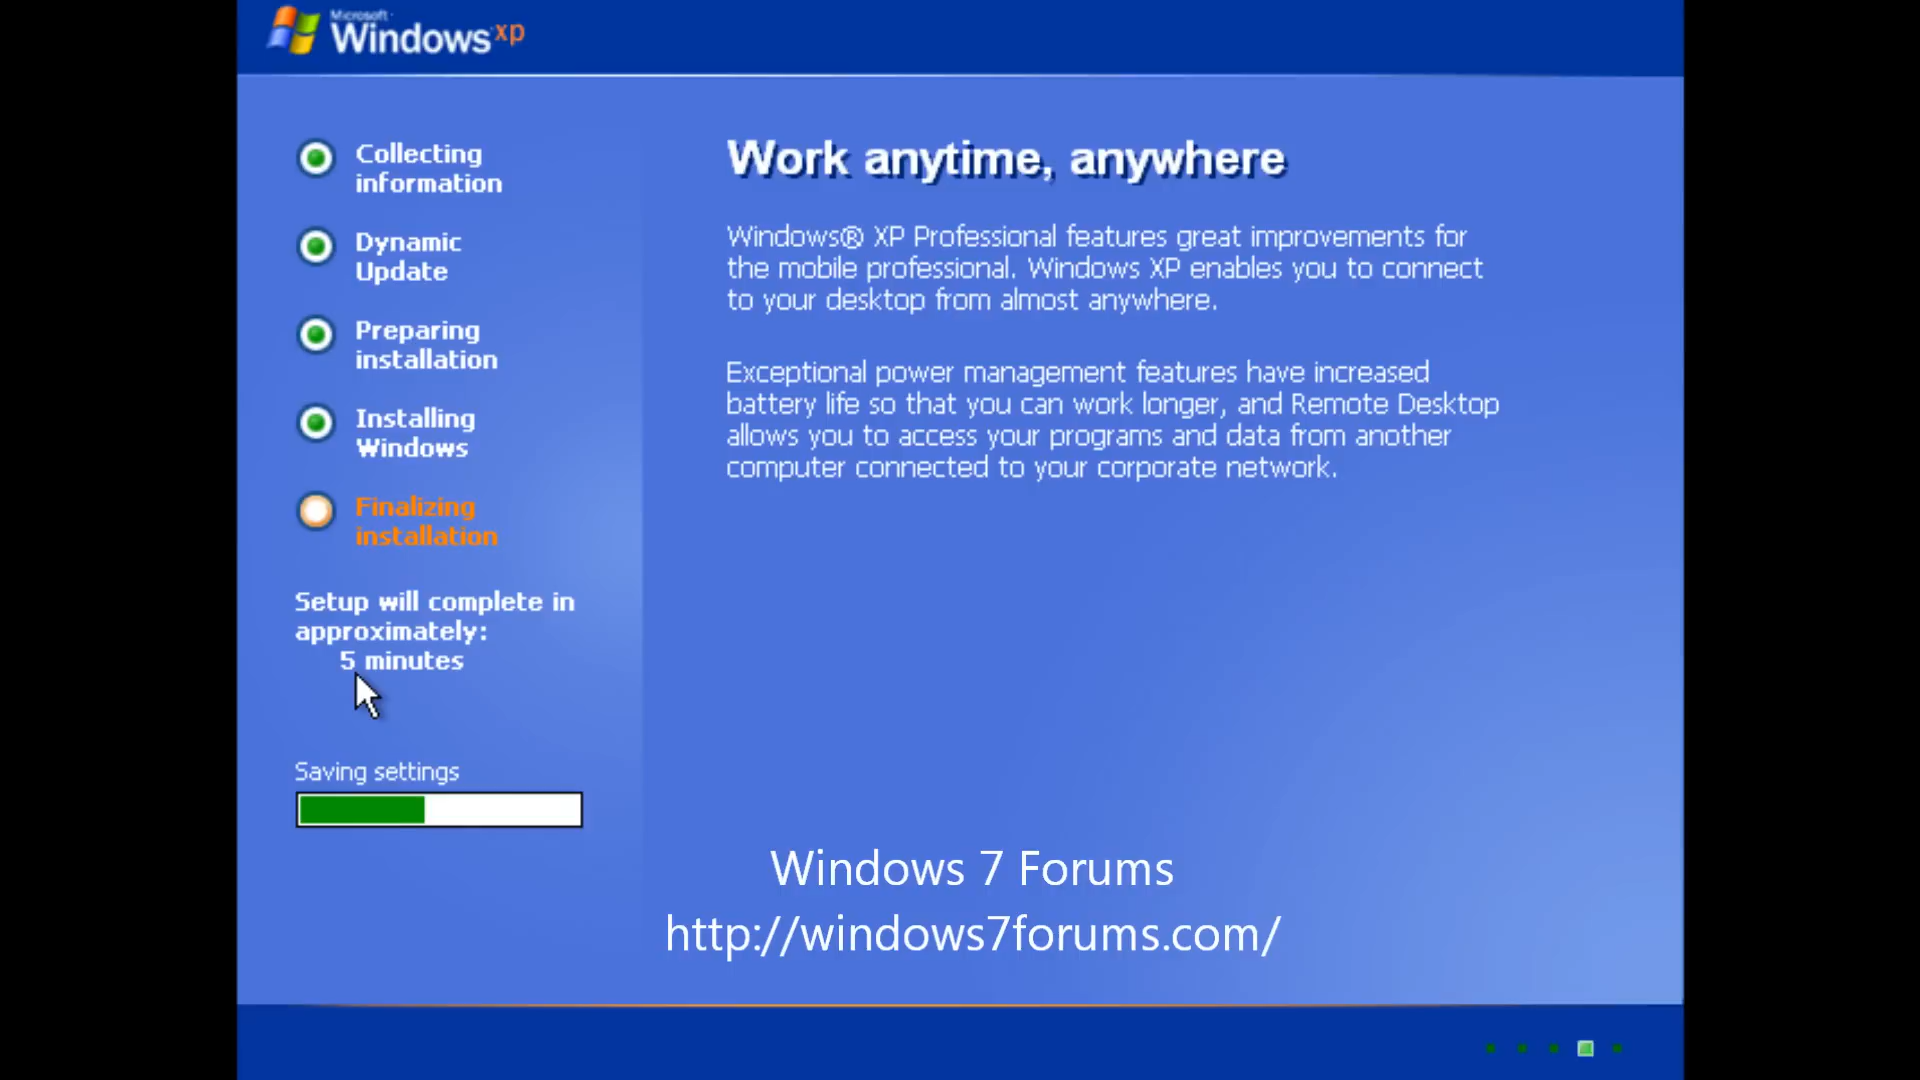 Microsoft
Windows xp
Collecting
information
Dynamic
Update
Preparing
installation
Installing
Windows
Finalizing
installation
Setup will complete in
approximately:
5 minutes
Saving settings
Work anytime, anywhere
Windows® XP Professional features great improvements for
the mobile professional. Windows XP enables you to connect
to your desktop from almost anywhere.
Exceptional power management features have increased
battery life so that you can work longer, and Remote Desktop
allows you to access your programs and data from another
computer connected to your corporate network.
Windows 7 Forums
http://windows7forums.com/